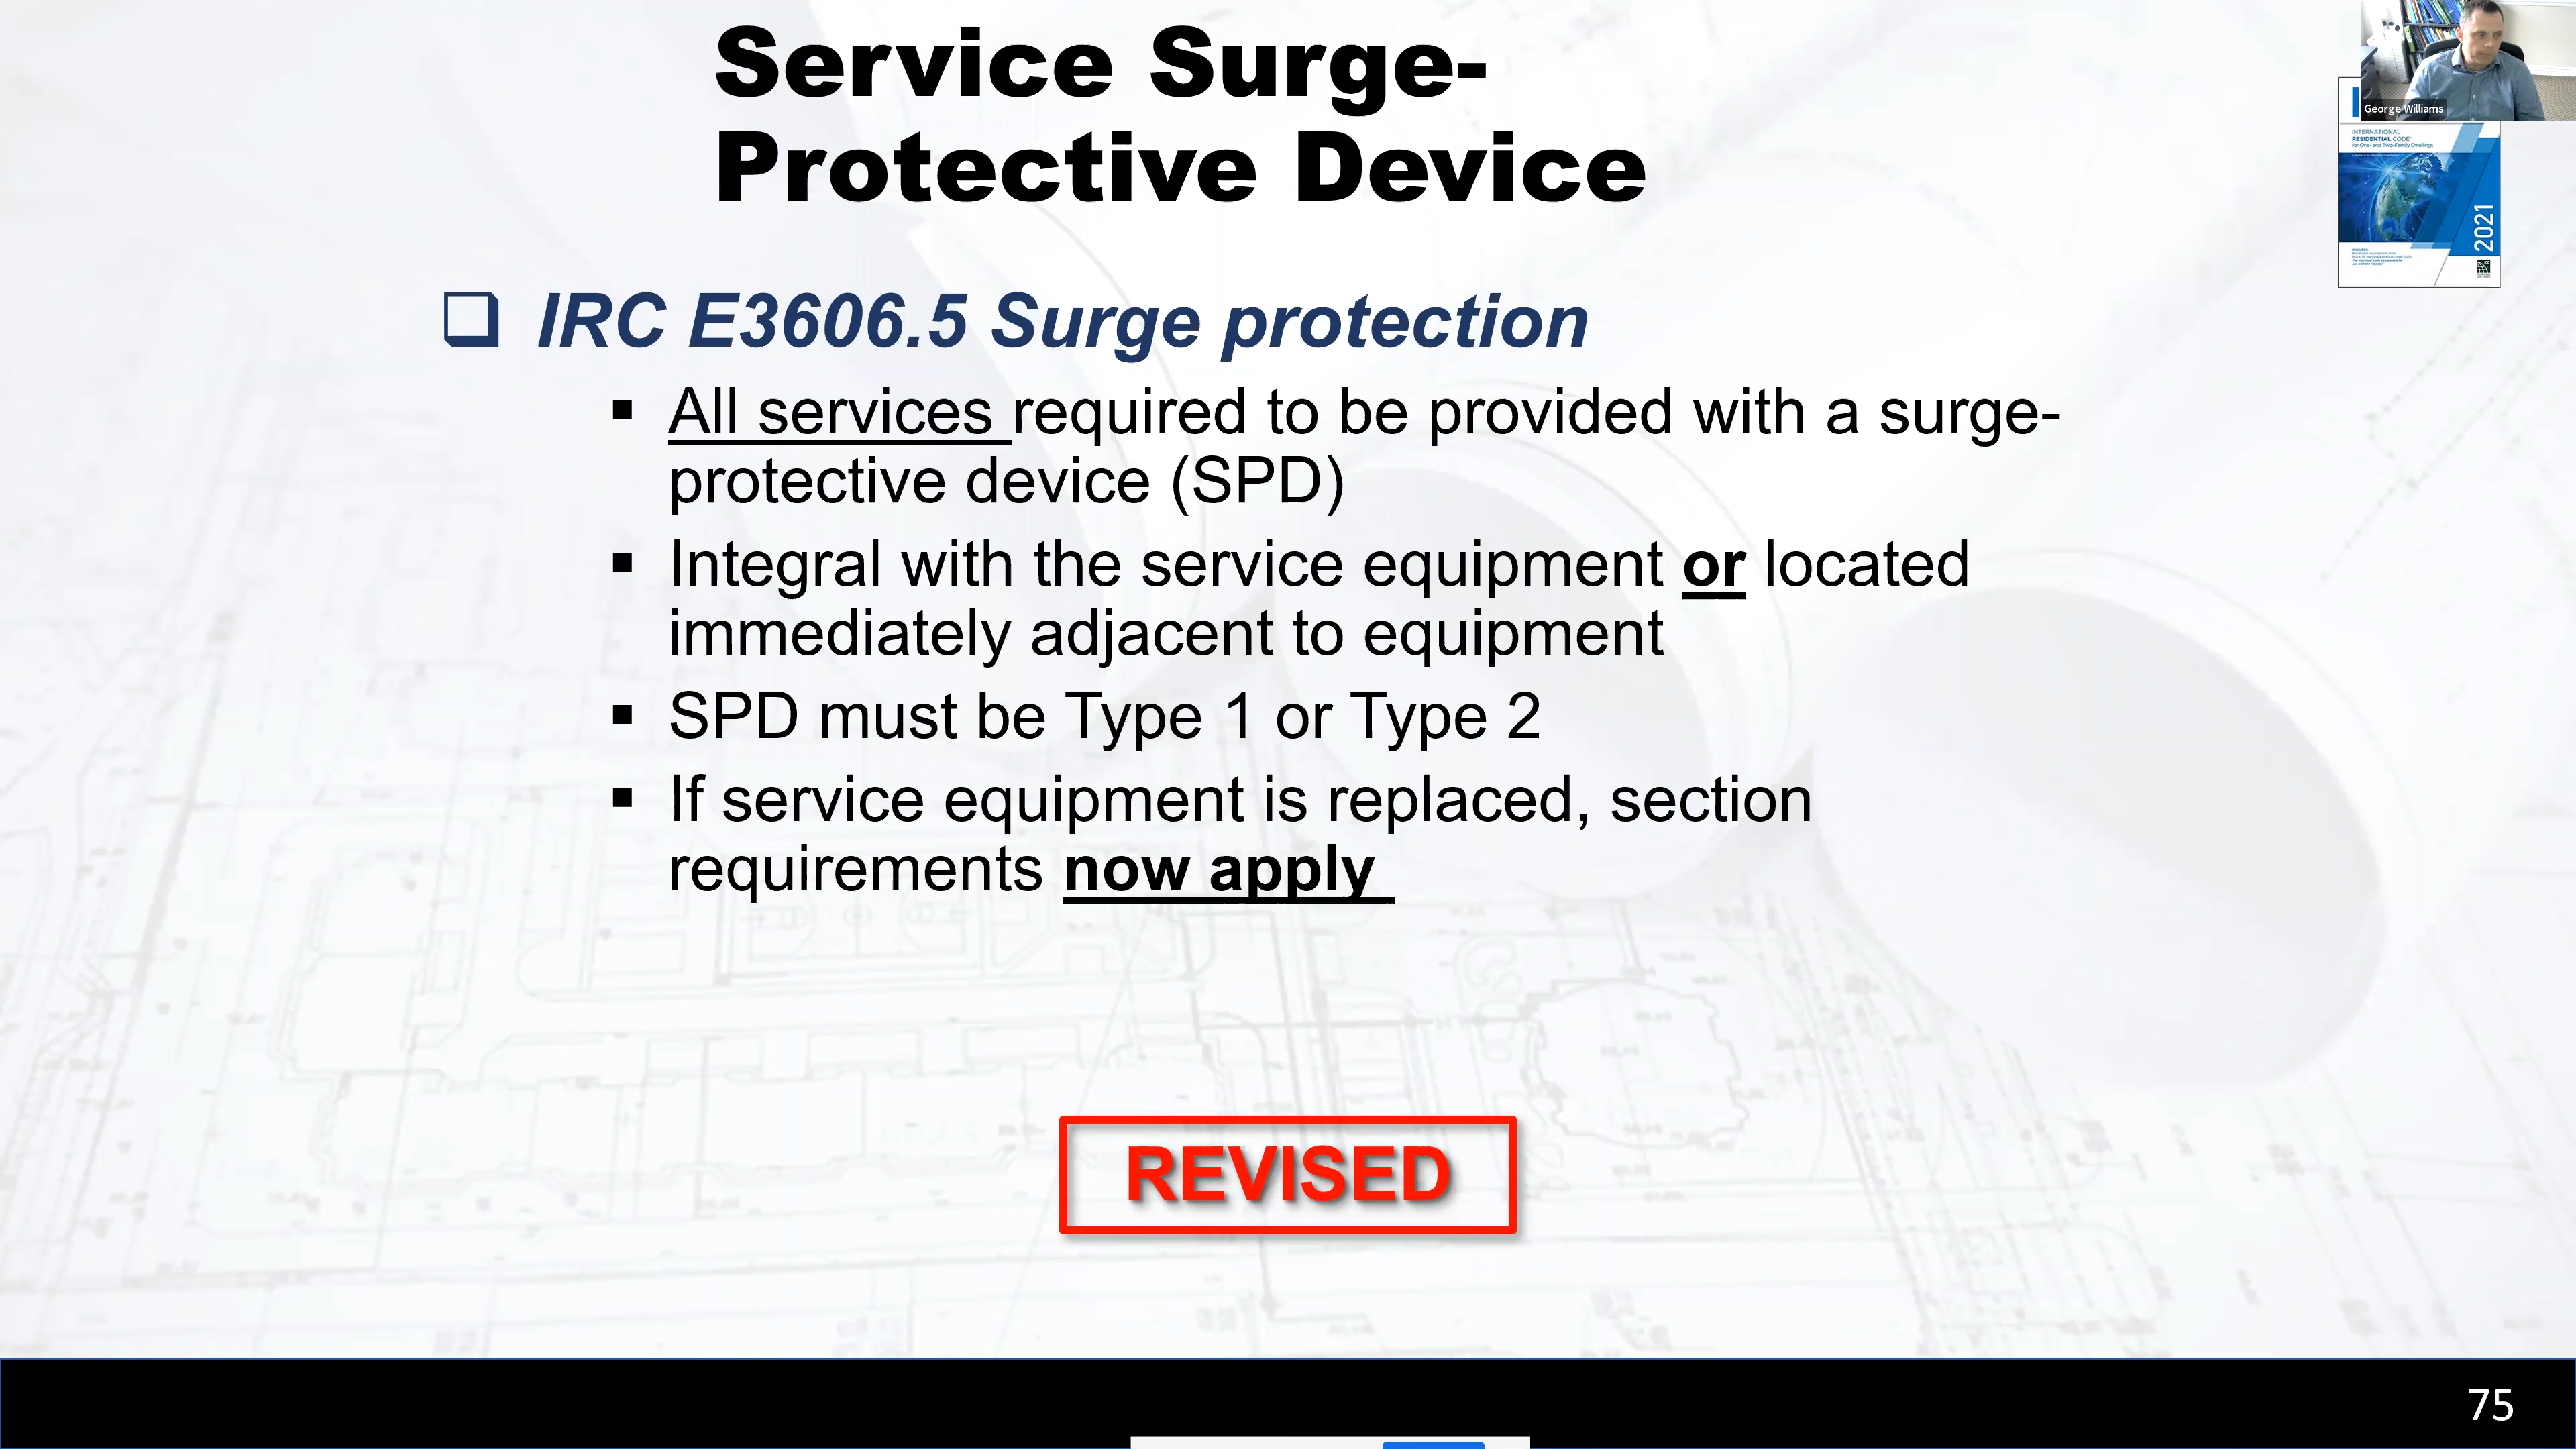 Service Surge-
Protective Device
George Williams
INTERNATIONAL
RESIDENTIAL CODE
for One- and Two-Family Dwellings
2021
IRC E3606.5 Surge protection
All services required to be provided with a surge-
protective device (SPD)
Integral with the service equipment or located
immediately adjacent to equipment
SPD must be Type 1 or Type 2
If service equipment is replaced, section
requirements now apply
REVISED
75